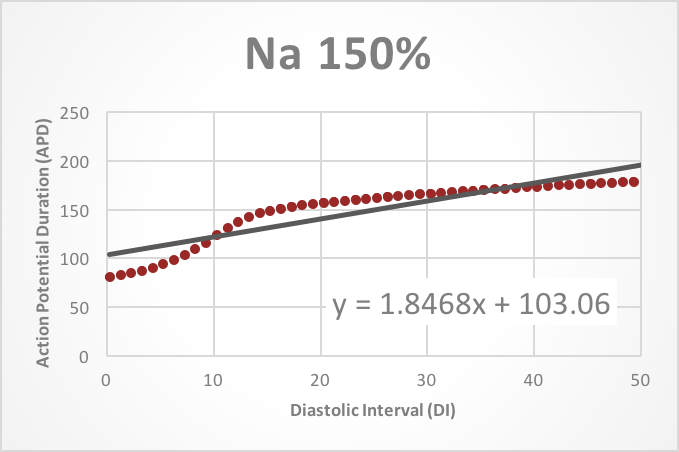 Na 150%
Action Potential Duration (APD)
250
200
150
100
50
0
y = 1.8468x + 103.06
0 10 20 30 40 50
Diastolic Interval (DI)